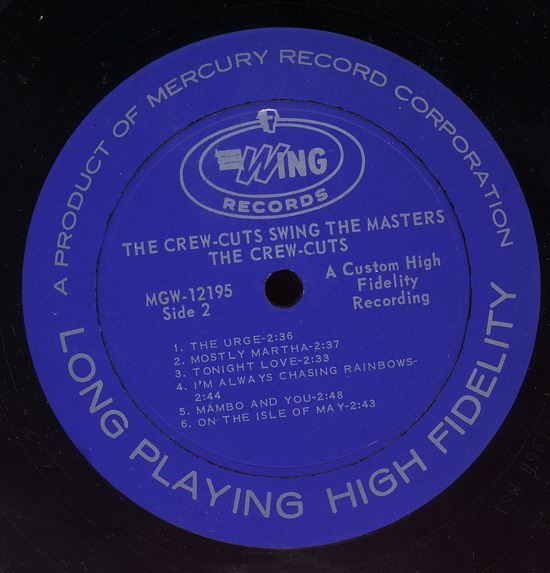 A PRODUCT OF MERCURY RECORD CORPORATION
WING
RECORDS
THE CREW-CUTS SWING THE MASTERS
THE CREW-CUTS
MGW-12195
Side 2
A Custom High
Fidelity
Recording
1. THE URGE-2:36
2. MOSTLY MARTHA-2:37
3. TONIGHT LOVE-2:33
4. I'M ALWAYS CHASING RAINBOWS-
2:44
5. MAMBO AND YOU-2:48
6. ON THE ISLE OF MAY-2:43
LONG PLAYING HIGH FIDELITY